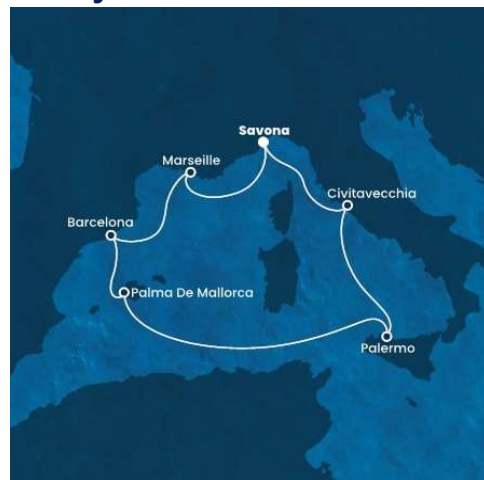 Savona
Marseille
Civitavecchia
Barcelona
Palma De Mallorca
Palermo